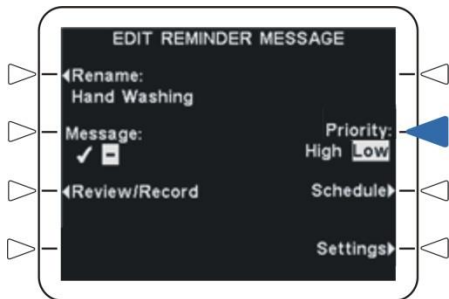 EDIT REMINDER MESSAGE
Rename:
Hand Washing
Message:
✓ -
Priority:
High Low
Review/Record
Schedule
Settings